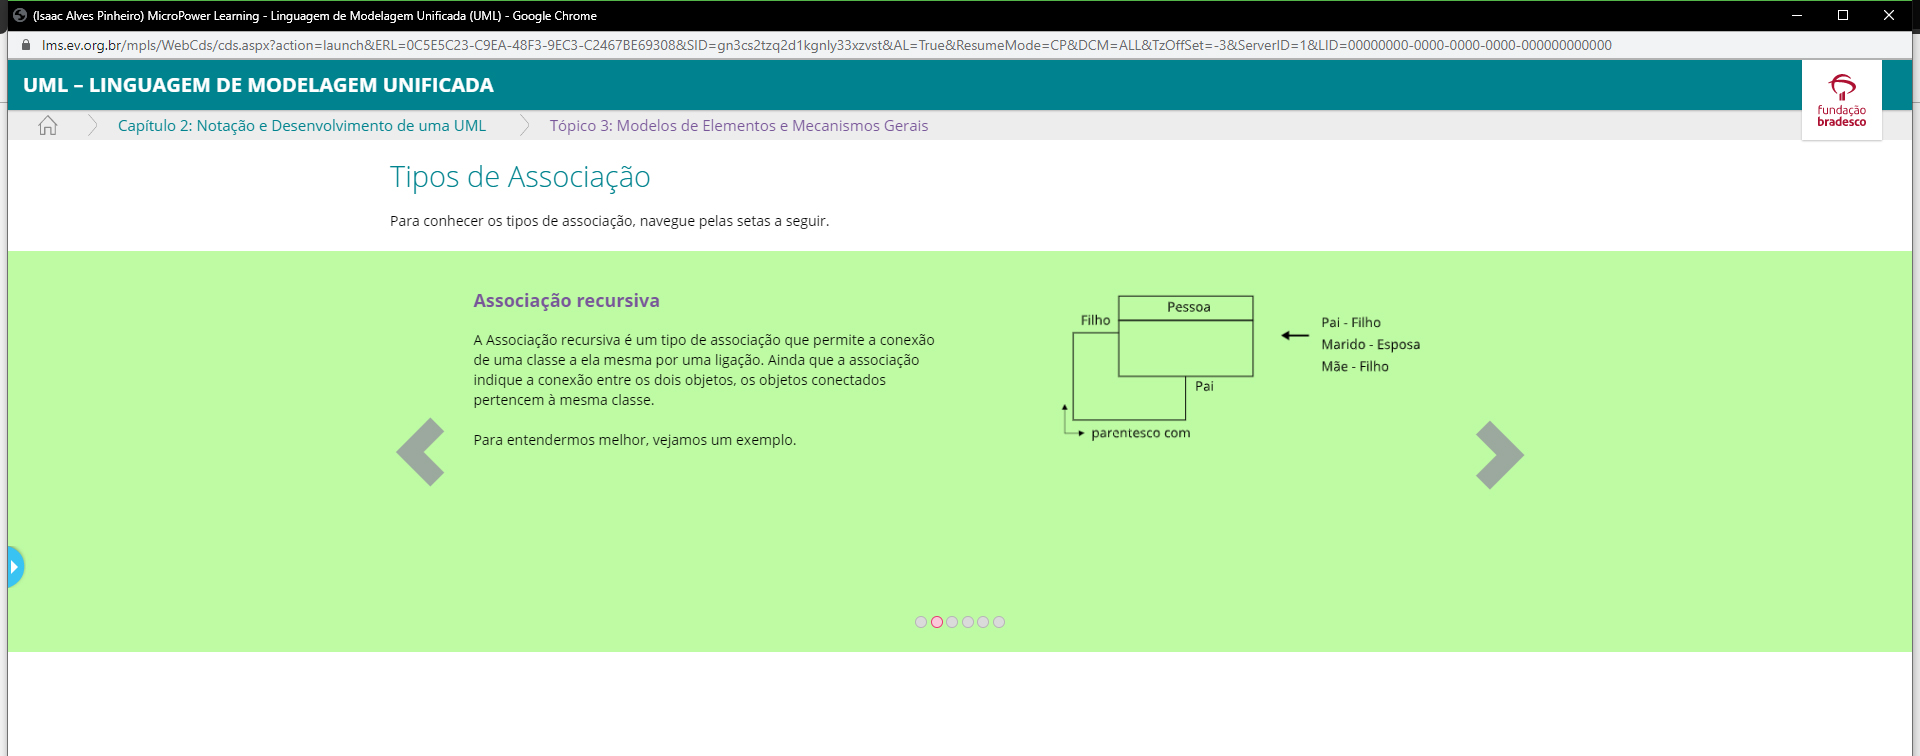 (Isaac Alves Pinheiro) MicroPower Learning - Linguagem de Modelagem Unificada (UML) - Google Chrome
lms.ev.org.br/mpls/WebCds/cds.aspx?action=launch&ERL=0C5E5C23-C9EA-48F3-9EC3-C2467BE69308&SID=gn3cs2tzq2d1kgnly33xzvst&AL=True&ResumeMode=CP&DCM=ALL&TzOffSet=-3&ServerID=1&LID=00000000-0000-0000-0000-000000000000
UML – LINGUAGEM DE MODELAGEM UNIFICADA
fundação
bradesco
Capítulo 2: Notação e Desenvolvimento de uma UML
Tópico 3: Modelos de Elementos e Mecanismos Gerais
Tipos de Associação
Para conhecer os tipos de associação, navegue pelas setas a seguir.
Associação recursiva
A Associação recursiva é um tipo de associação que permite a conexão
de uma classe a ela mesma por uma ligação. Ainda que a associação
indique a conexão entre os dois objetos, os objetos conectados
pertencem à mesma classe.
Para entendermos melhor, vejamos um exemplo.
Pessoa
Filho
Pai
parentesco com
Pai - Filho
Marido - Esposa
Mãe - Filho